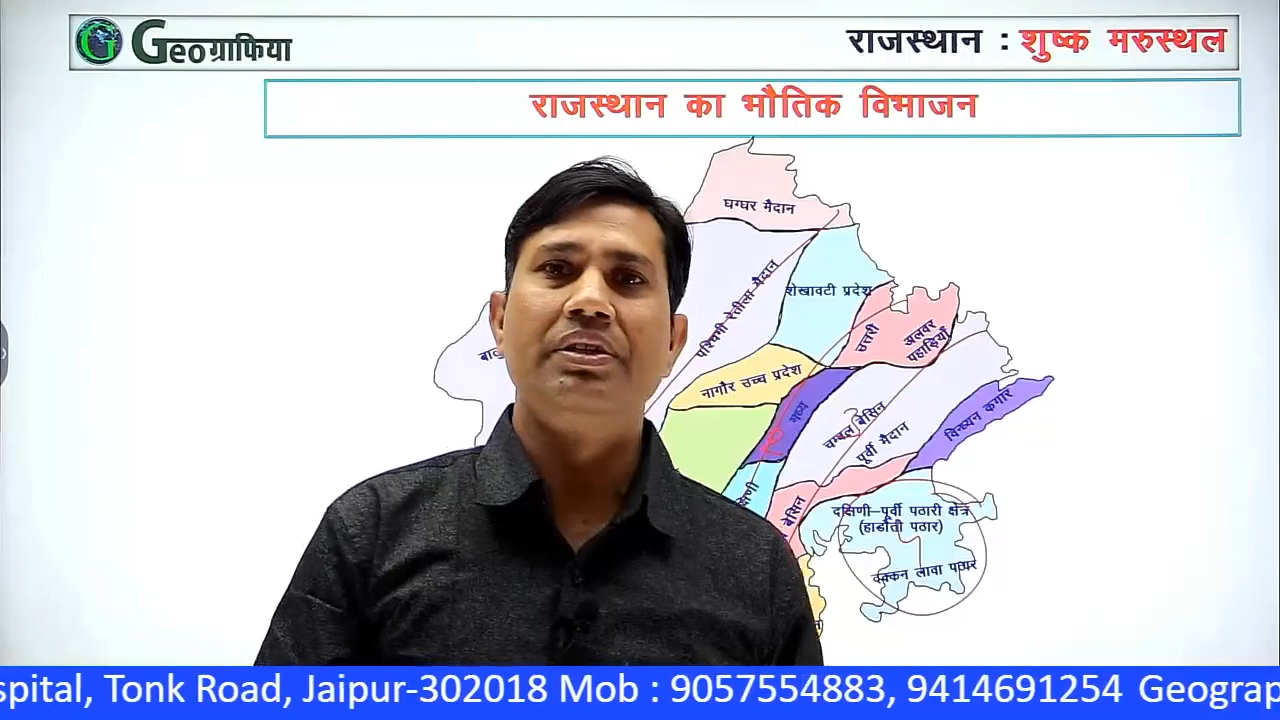 Geoग्राफिया
राजस्थान : शुष्क मरुस्थल
राजस्थान का भौतिक विभाजन
घग्घर मैदान
पश्चिमी रेतीला मैदान
शेखावटी प्रदेश
उत्तरी
अलवर
पहाड़ियाँ
नागौर उच्च प्रदेश
मध्य
चम्बल बेसिन
पूर्वी मैदान
विन्ध्यन कगार
बेसिन
दक्षिणी–पूर्वी पठारी क्षेत्र
(हाड़ौती पठार)
दक्कन लावा पठार
spital, Tonk Road, Jaipur-302018 Mob : 9057554883, 9414691254 Geograp